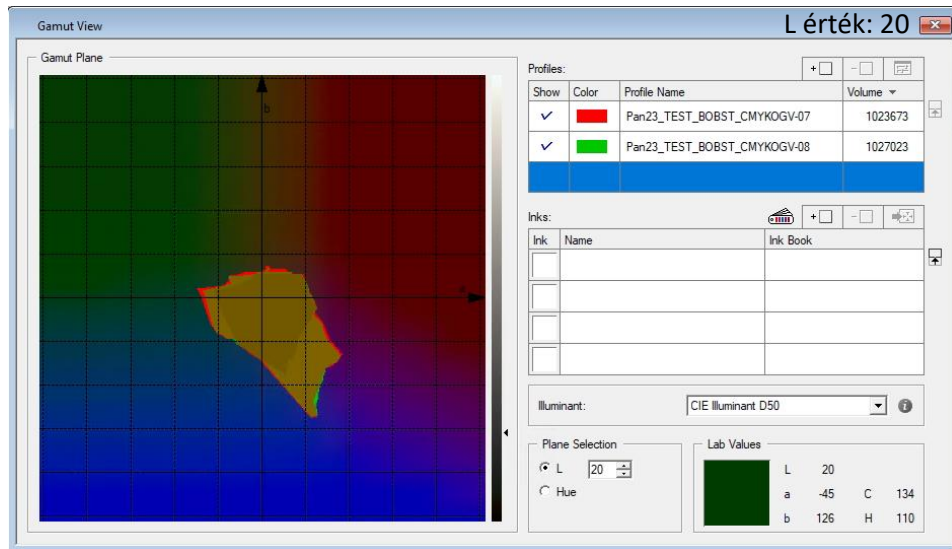 Gamut View
L érték: 20
Gamut Plane
b
a
Profiles:
Show Color Profile Name Volume
Pan23_TEST_BOBST_CMYKOGV-07 1023673
Pan23_TEST_BOBST_CMYKOGV-08 1027023
Inks:
Ink Name Ink Book
Illuminant: CIE Illuminant D50
Plane Selection
L 20
Hue
Lab Values
L 20
a -45 C 134
b 126 H 110